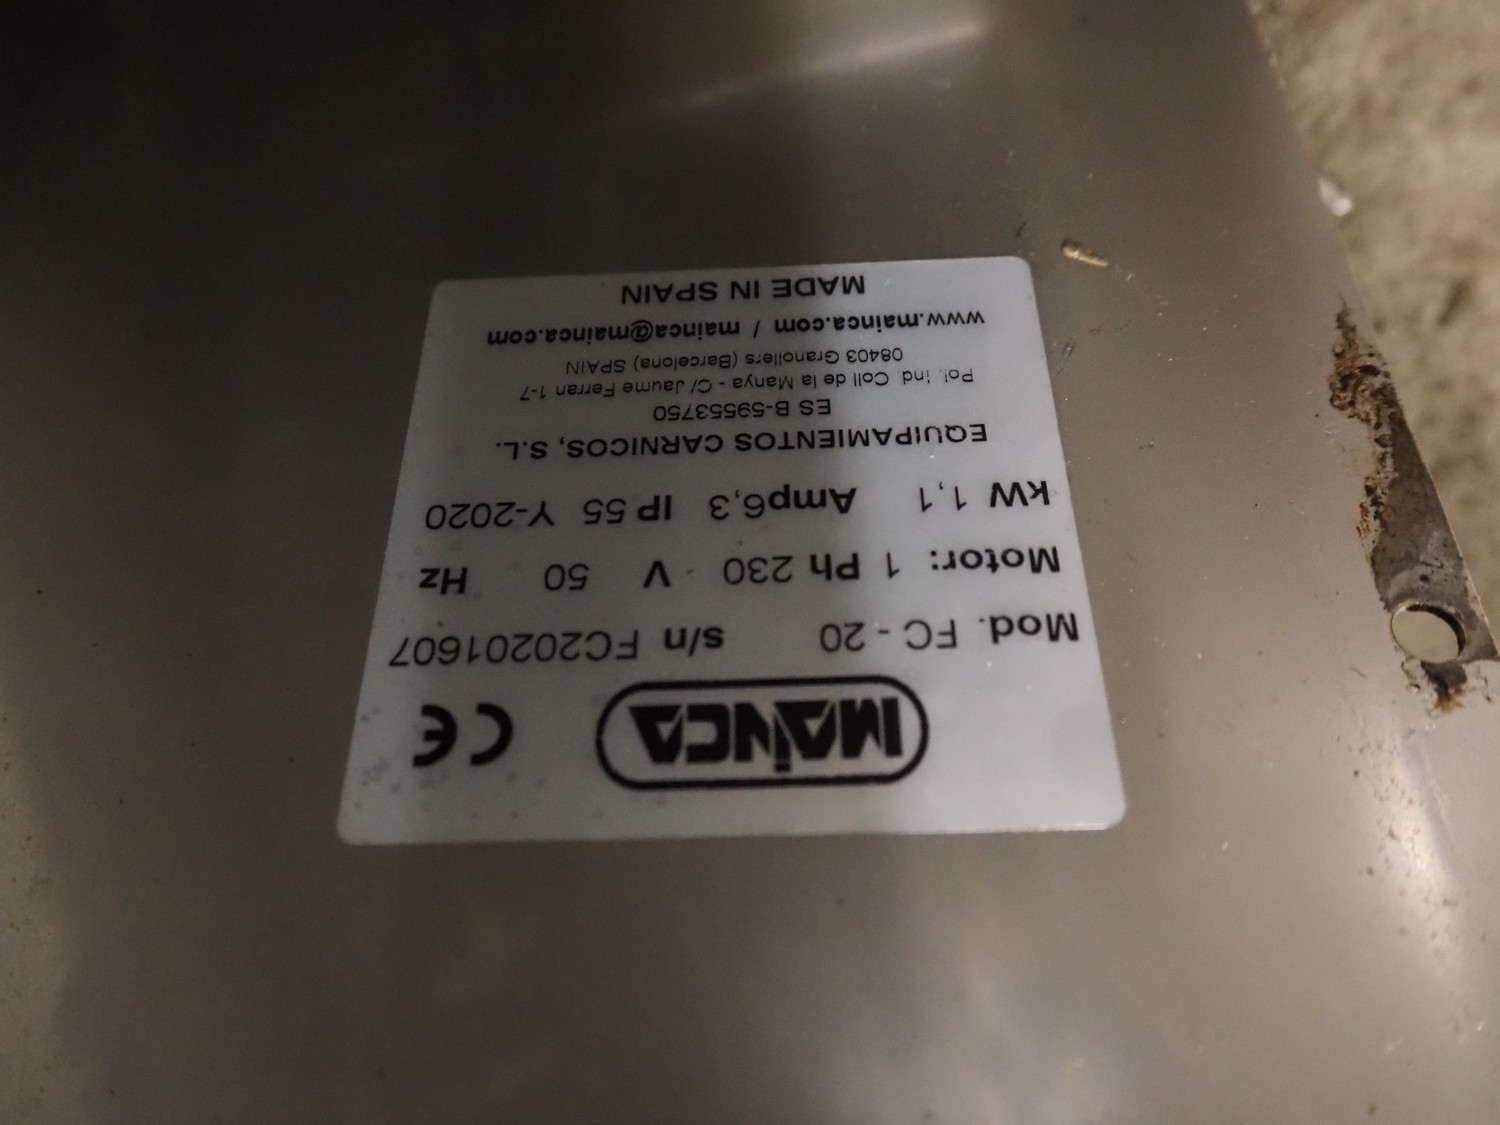 MAINCA CE
Mod. FC - 20 s/n FC20201607
Motor: 1 Ph 230 V 50 Hz
kW 1,1 Amp6,3 IP 55 Y-2020
EQUIPAMIENTOS CARNICOS, S.L.
ES B-59553750
Pol. ind. Coll de la Manya - C/ Jaume Ferran 1-7
08403 Granollers (Barcelona) SPAIN
www.mainca.com / mainca@mainca.com
MADE IN SPAIN